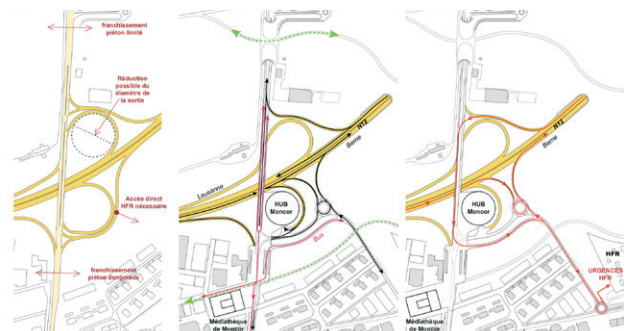 franchissement
piéton limité
Réduction
possible du
diamètre de
la sortie
Accès direct
HFR nécessaire
franchissement
piéton dangereux
N12
Berne
Lausanne
HUB
Moncor
Bus
Médiathèque
de Moncor
N12
Berne
HUB
Moncor
HFR
URGENCES
HFR
Médiathèque
de Moncor